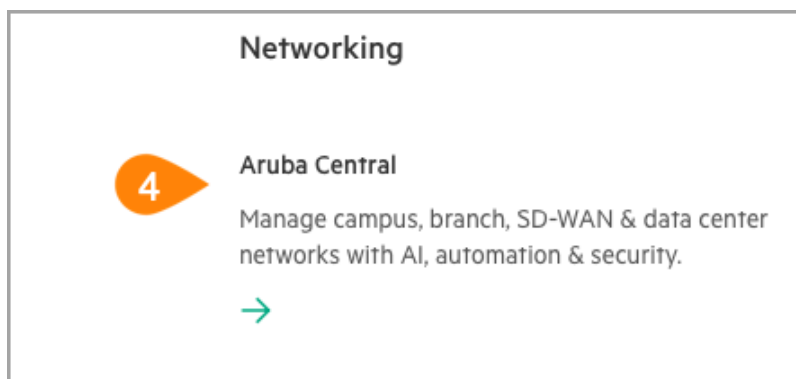 Networking
4
Aruba Central
Manage campus, branch, SD-WAN & data center
networks with AI, automation & security.